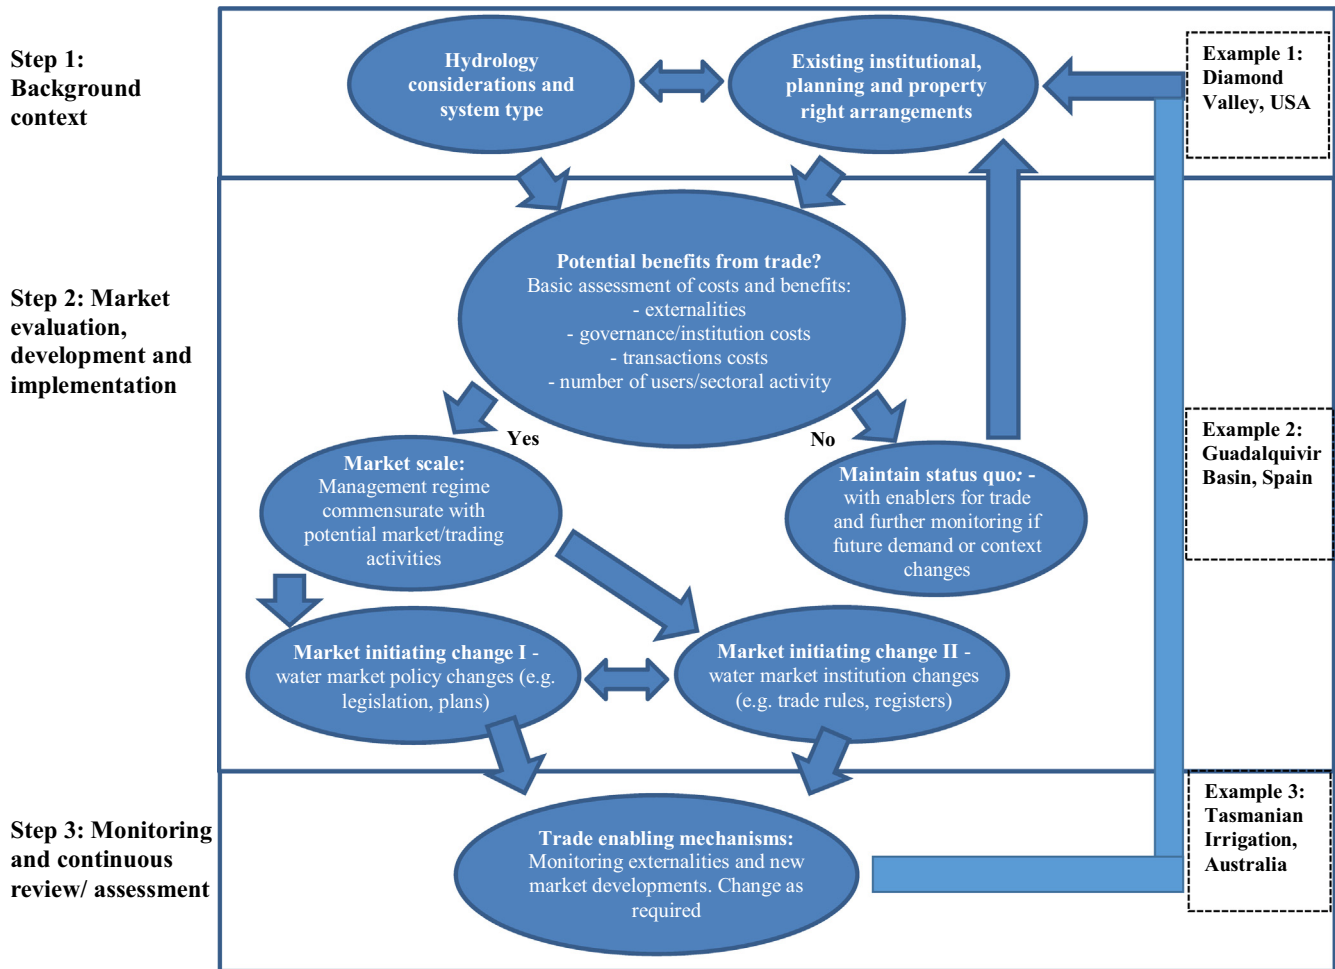 Step 1:
Background
context
Hydrology
considerations and
system type
Existing institutional,
planning and property
right arrangements
Example 1:
Diamond
Valley, USA
Step 2: Market
evaluation,
development and
implementation
Potential benefits from trade?
Basic assessment of costs and benefits:
- externalities
- governance/institution costs
- transactions costs
- number of users/sectoral activity
Yes
No
Market scale:
Management regime
commensurate with
potential market/trading
activities
Maintain status quo: -
with enablers for trade
and further monitoring if
future demand or context
changes
Example 2:
Guadalquivir
Basin, Spain
Market initiating change I -
water market policy changes (e.g.
legislation, plans)
Market initiating change II -
water market institution changes
(e.g. trade rules, registers)
Step 3: Monitoring
and continuous
review/ assessment
Trade enabling mechanisms:
Monitoring externalities and new
market developments. Change as
required
Example 3:
Tasmanian
Irrigation,
Australia